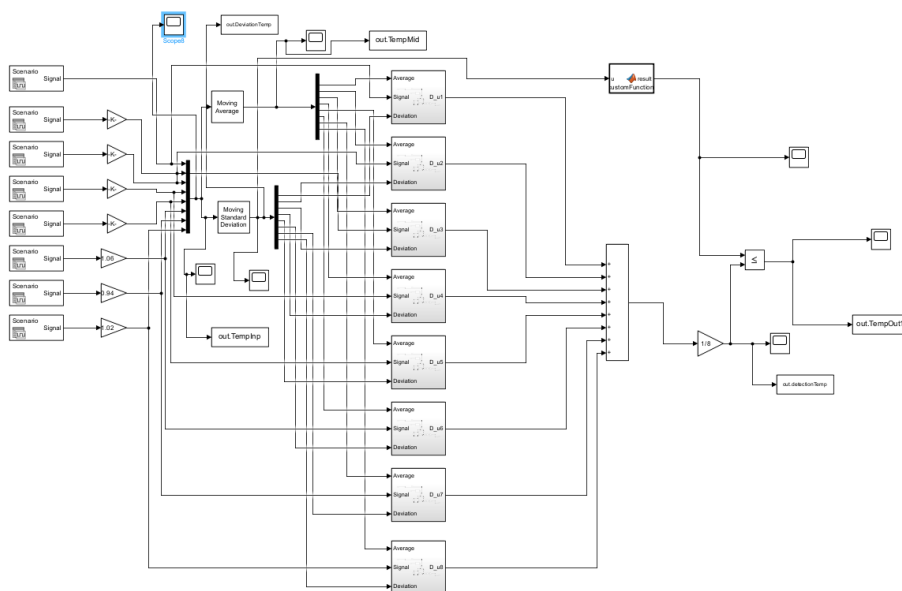 Scope8
out.DeviationTemp
out.TempMid
Scenario
Signal
Scenario
Signal
-K-
Scenario
Signal
-K-
Scenario
Signal
-K-
Scenario
Signal
-K-
Scenario
Signal
1.06
Scenario
Signal
0.94
Scenario
Signal
1.02
Moving
Average
Moving
Standard
Deviation
out.TempInp
Average
Signal
Deviation
D_u1
Average
Signal
Deviation
D_u2
Average
Signal
Deviation
D_u3
Average
Signal
Deviation
D_u4
Average
Signal
Deviation
D_u5
Average
Signal
Deviation
D_u6
Average
Signal
Deviation
D_u7
Average
Signal
Deviation
D_u8
u
result
ustomFunction
+
+
+
+
+
+
+
+
1/8
out.TempOut1
out.detectionTemp